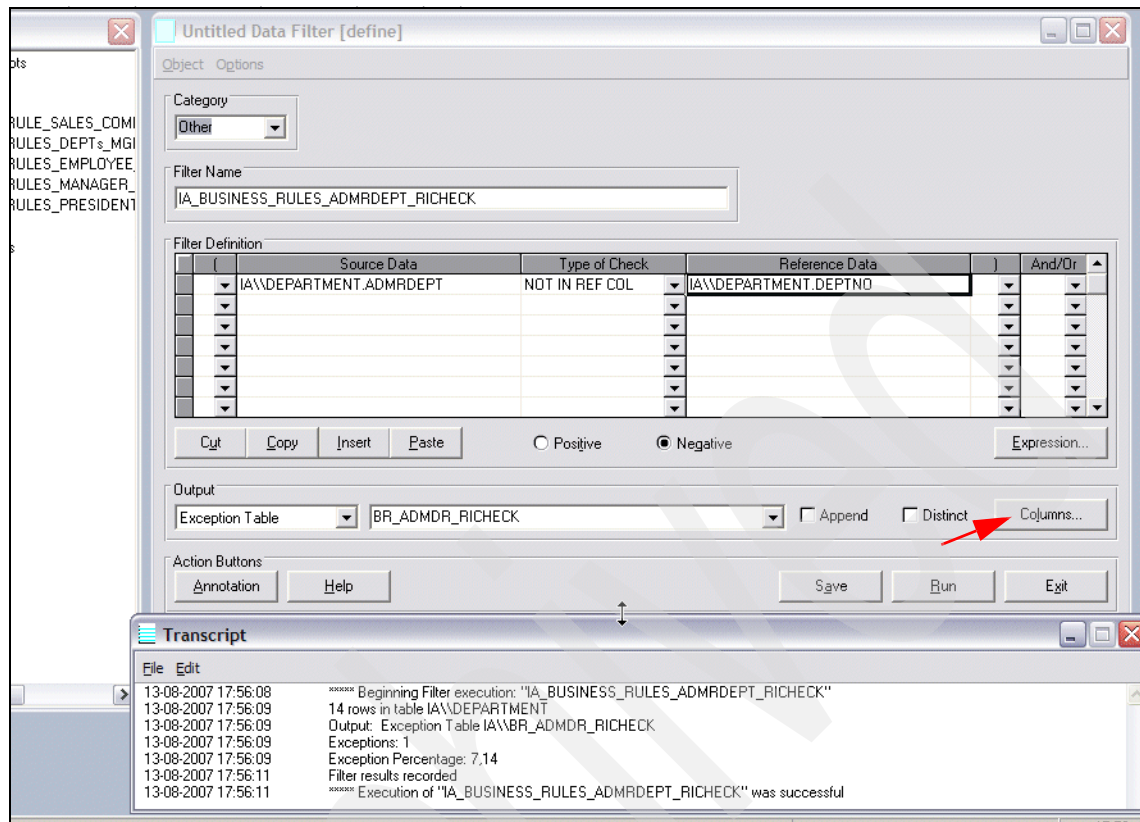 Untitled Data Filter [define]
Object Options
pts
RULE_SALES_COMI
RULES_DEPTs_MGI
RULES_EMPLOYEE_
RULES_MANAGER_
RULES_PRESIDENT
s
Category
Other
Filter Name
IA_BUSINESS_RULES_ADMRDEPT_RICHECK
Filter Definition
( Source Data Type of Check Reference Data ) And/Or
IA\\DEPARTMENT.ADMRDEPT NOT IN REF COL IA\\DEPARTMENT.DEPTNO
Cut Copy Insert Paste Positive Negative Expression...
Output
Exception Table BR_ADMDR_RICHECK Append Distinct Columns...
Action Buttons
Annotation Help Save Run Exit
Transcript
File Edit
13-08-2007 17:56:08 ***** Beginning Filter execution: "IA_BUSINESS_RULES_ADMRDEPT_RICHECK"
13-08-2007 17:56:09 14 rows in table IA\\DEPARTMENT
13-08-2007 17:56:09 Output: Exception Table IA\\BR_ADMDR_RICHECK
13-08-2007 17:56:09 Exceptions: 1
13-08-2007 17:56:09 Exception Percentage: 7,14
13-08-2007 17:56:11 Filter results recorded
13-08-2007 17:56:11 ***** Execution of "IA_BUSINESS_RULES_ADMRDEPT_RICHECK" was successful